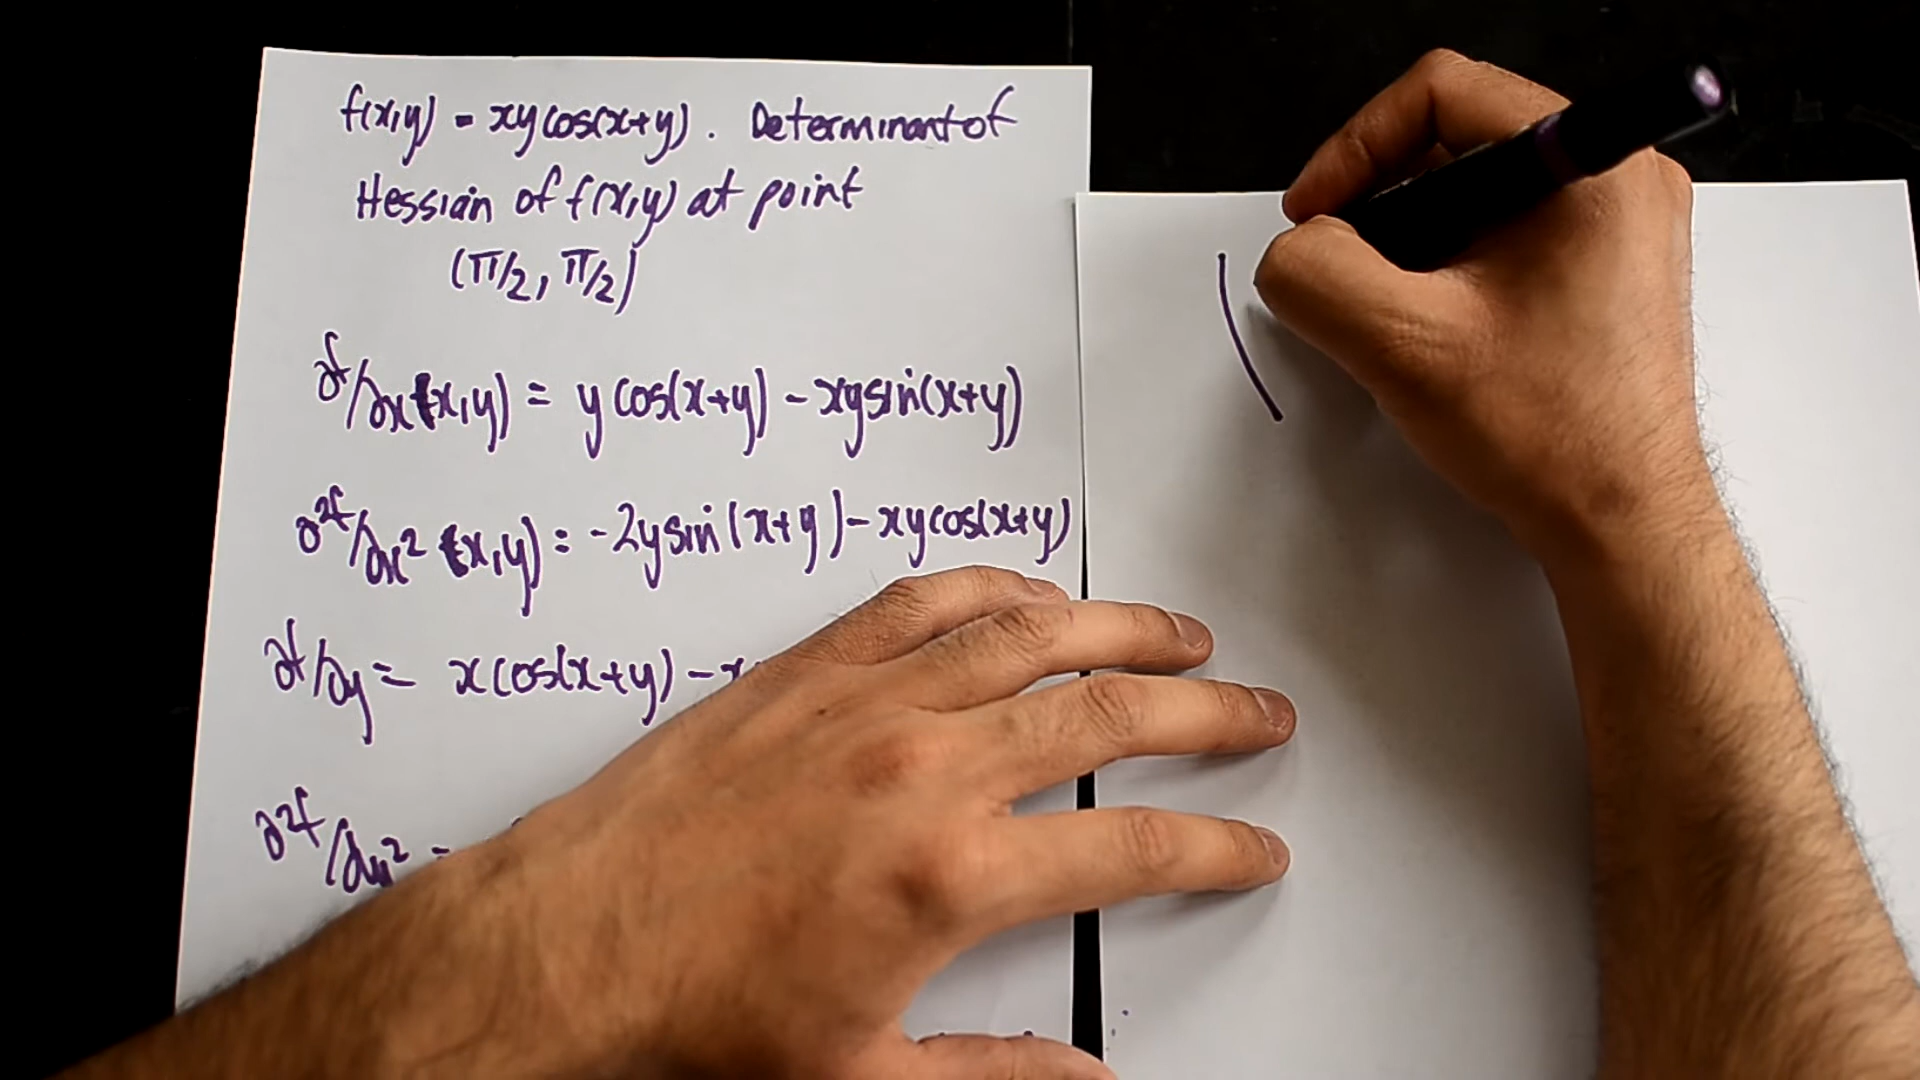 f(x,y) = xy cos(x+y). Determinant of
Hessian of f(x,y) at point
(π/2, π/2)
∂f/∂x (x,y) = y cos(x+y) - xy sin(x+y)
∂²f/∂x² (x,y) = -2y sin(x+y) - xy cos(x+y)
∂f/∂y = x cos(x+y) - x
∂²f/∂y² =
(